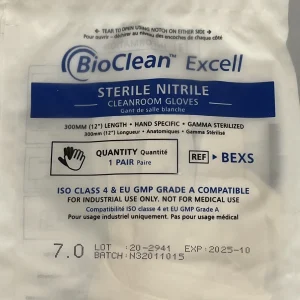 ▲ TEAR TO OPEN USING NOTCH ON EITHER SIDE ▲
BioClean™ Excell
STERILE NITRILE
CLEANROOM GLOVES
Gant de salle blanche
300MM (12") LENGTH • HAND SPECIFIC • GAMMA STERILIZED
300mm (12") Longueur • Anatomiques • Gamma Stérilisé
QUANTITY Quantité
1 PAIR Paire
REF BEXS
ISO CLASS 4 & EU GMP GRADE A COMPATIBLE
FOR INDUSTRIAL USE ONLY. NOT FOR MEDICAL USE
Compatibilité ISO classe 4 et EU GMP Grade A
Pour usage industriel uniquement. Pas pour usage médical
7.0 LOT :20-2941 EXP:2025-10
BATCH:N32011015